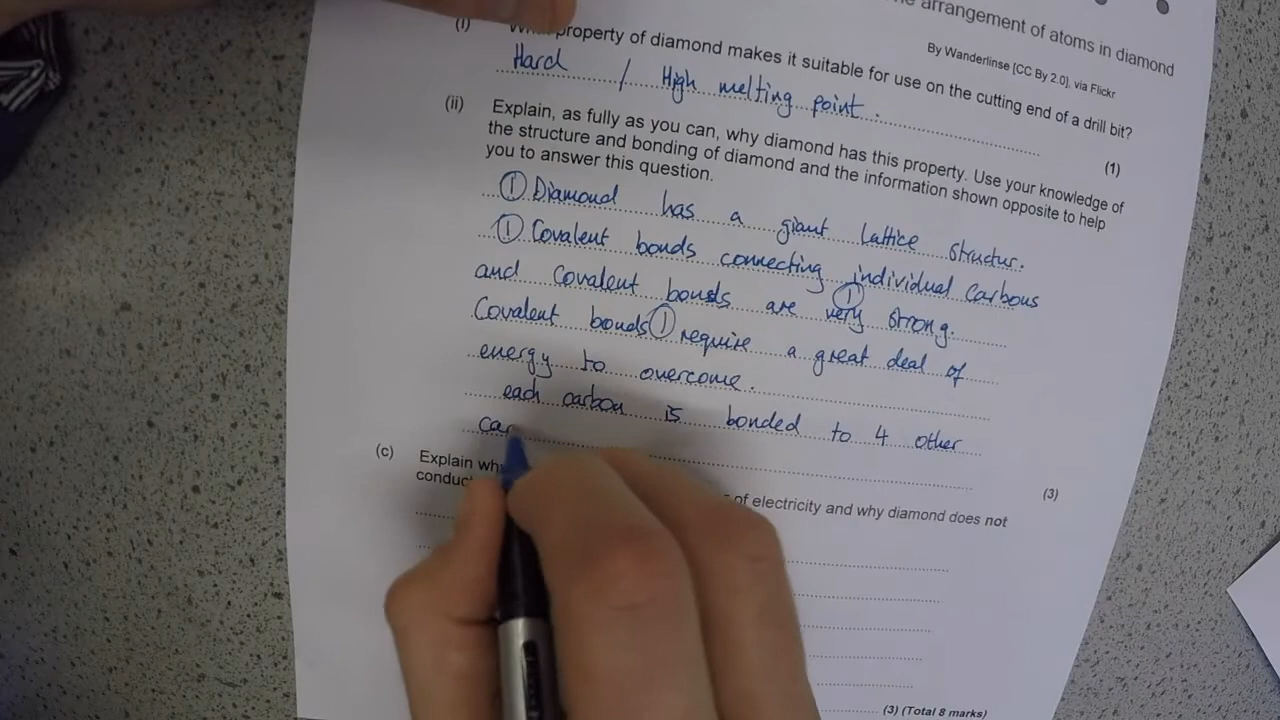 arrangement of atoms in diamond
By Wanderlinse [CC By 2.0], via Flickr
(i) property of diamond makes it suitable for use on the cutting end of a drill bit?
Hard / High melting point.
(1)
(ii) Explain, as fully as you can, why diamond has this property. Use your knowledge of
the structure and bonding of diamond and the information shown opposite to help
you to answer this question.
① Diamond has a giant lattice structur.
① Covalent bonds connecting individual carbons
and covalent bonds are very ① strong.
Covalent bonds ① require a great deal of
energy to overcome.
each carbon is bonded to 4 other
car
(3)
(c) Explain why of electricity and why diamond does not
conduct
(3) (Total 8 marks)